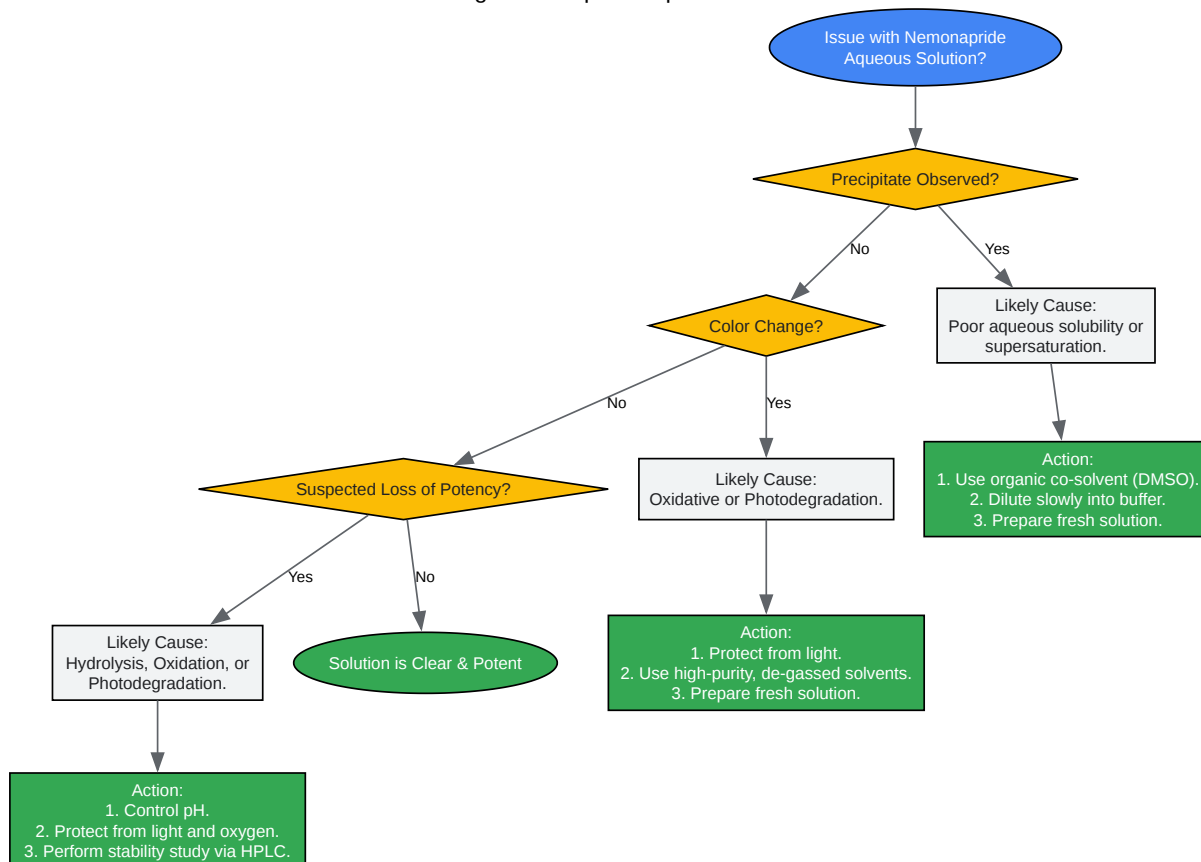 Issue with Nemonapride
Aqueous Solution?
Precipitate Observed?
No
Yes
Color Change?
Likely Cause:
Poor aqueous solubility or
supersaturation.
No
Yes
Suspected Loss of Potency?
Likely Cause:
Oxidative or Photodegradation.
Action:
1. Use organic co-solvent (DMSO).
2. Dilute slowly into buffer.
3. Prepare fresh solution.
Yes
No
Likely Cause:
Hydrolysis, Oxidation, or
Photodegradation.
Solution is Clear & Potent
Action:
1. Protect from light.
2. Use high-purity, de-gassed solvents.
3. Prepare fresh solution.
Action:
1. Control pH.
2. Protect from light and oxygen.
3. Perform stability study via HPLC.